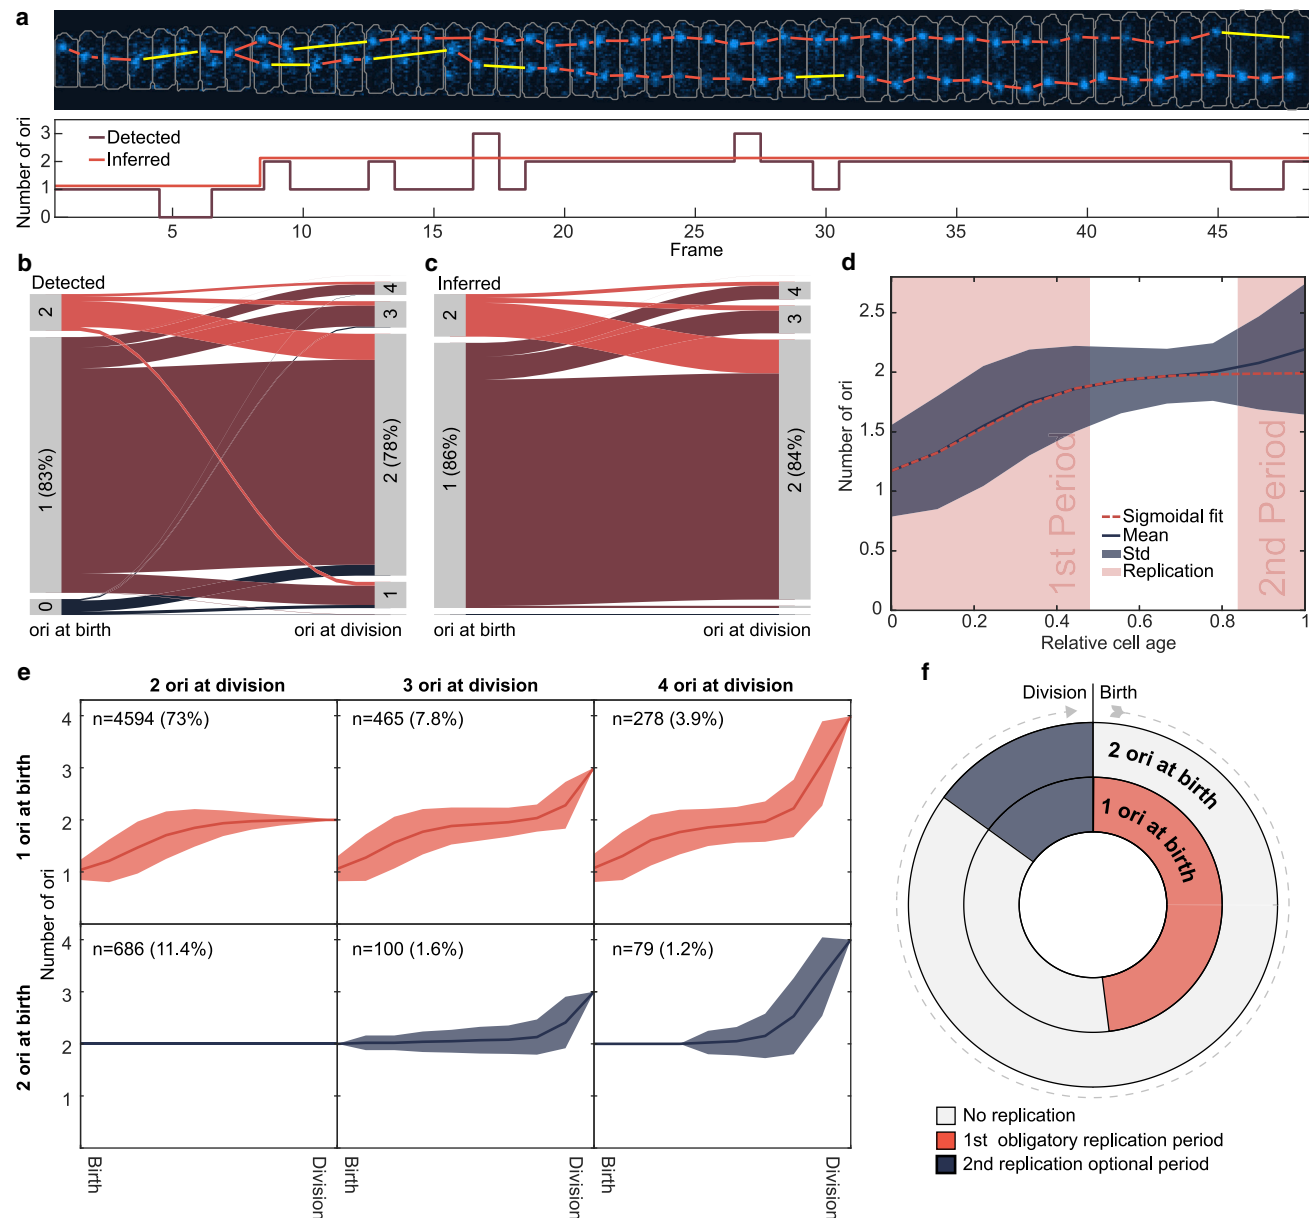 a
3
2
1
0
Number of ori
Detected
Inferred
5
10
15
20
25
30
35
40
45
Frame
b
Detected
2
1 (83%)
0
4
3
2 (78%)
1
ori at birth
ori at division
c
Inferred
2
1 (86%)
4
3
2 (84%)
ori at birth
ori at division
d
2.5
2
1.5
1
0.5
0
Number of ori
1st Period
2nd Period
Sigmoidal fit
Mean
Std
Replication
0
0.2
0.4
0.6
0.8
1
Relative cell age
e
2 ori at division
3 ori at division
4 ori at division
1 ori at birth
2 ori at birth
Number of ori
4
3
2
1
n=4594 (73%)
n=465 (7.8%)
n=278 (3.9%)
4
3
2
1
n=686 (11.4%)
n=100 (1.6%)
n=79 (1.2%)
Birth
Division
Birth
Division
Birth
Division
f
Division
Birth
2 ori at birth
1 ori at birth
No replication
1st obligatory replication period
2nd replication optional period